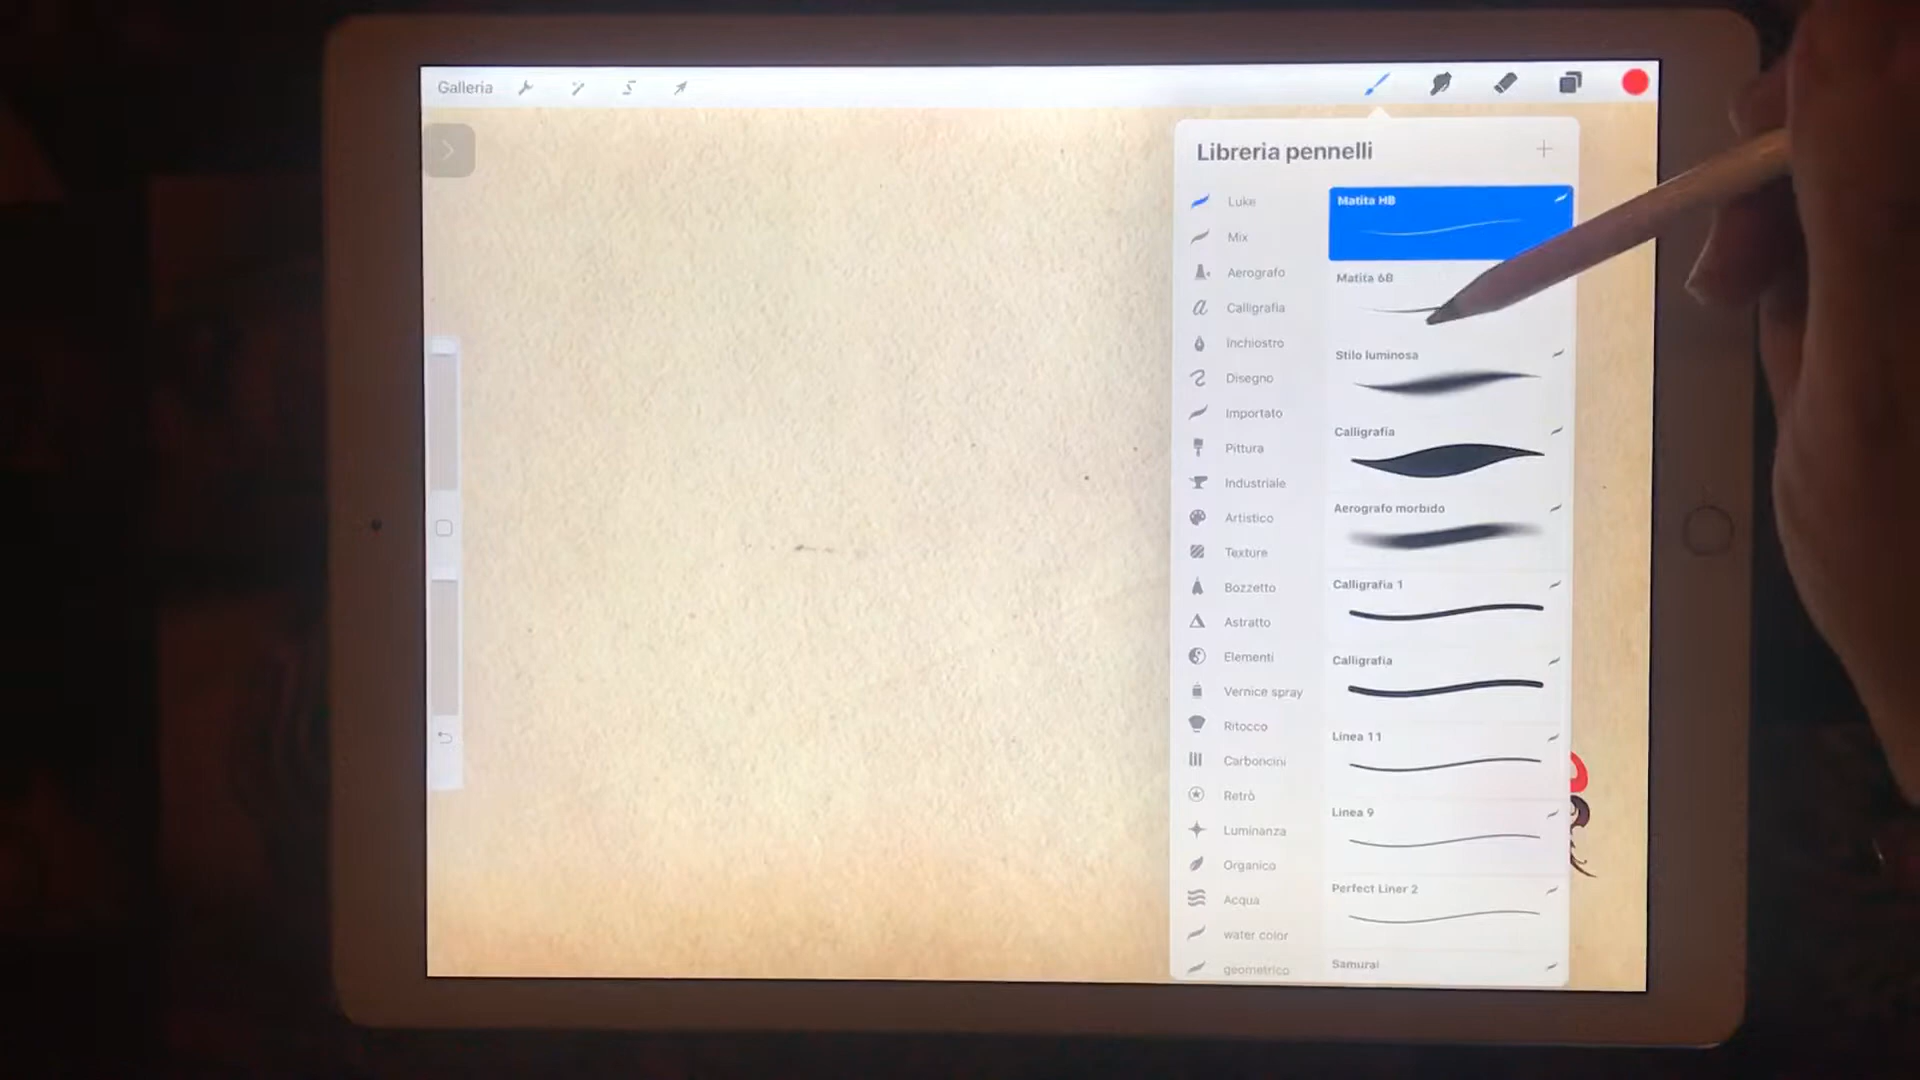 Galleria
Libreria pennelli
Luke
Mix
Aerografo
Calligrafia
Inchiostro
Disegno
Importato
Pittura
Industriale
Artistico
Texture
Bozzetto
Astratto
Elementi
Vernice spray
Ritocco
Carboncini
Retrò
Luminanza
Organico
Acqua
water color
geometrico
Matita HB
Matita 6B
Stilo luminosa
Calligrafia
Aerografo morbido
Calligrafia 1
Calligrafia
Linea 11
Linea 9
Perfect Liner 2
Samurai